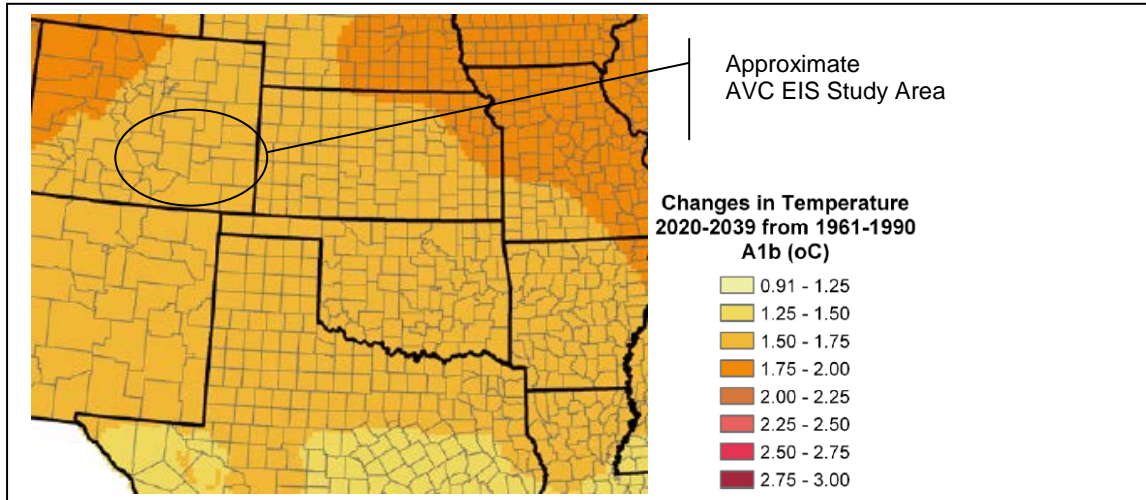 Approximate
AVC EIS Study Area
Changes in Temperature
2020-2039 from 1961-1990
A1b (oC)
0.91 - 1.25
1.25 - 1.50
1.50 - 1.75
1.75 - 2.00
2.00 - 2.25
2.25 - 2.50
2.50 - 2.75
2.75 - 3.00